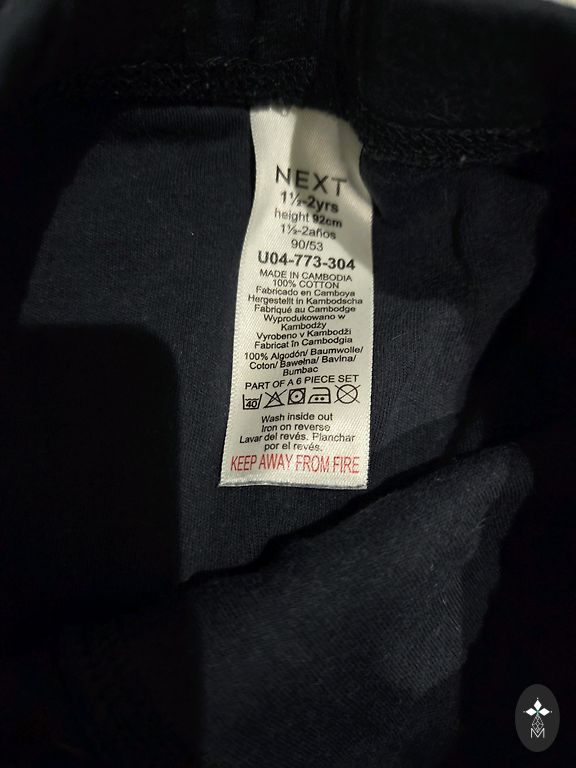 NEXT
1½-2yrs
height 92cm
1½-2años
90/53
U04-773-304
MADE IN CAMBODIA
100% COTTON
Fabricado en Camboya
Hergestellt in Kambodscha
Fabriqué au Cambodge
Wyprodukowano w
Kambodży
Vyrobeno v Kambodži
Fabricat în Cambodgia
100% Algodón/ Baumwolle/
Coton/ Bawełna/ Bavlna/
Bumbac
PART OF A 6 PIECE SET
40
Wash inside out
Iron on reverse
Lavar del revés. Planchar
por el revés.
KEEP AWAY FROM FIRE
M